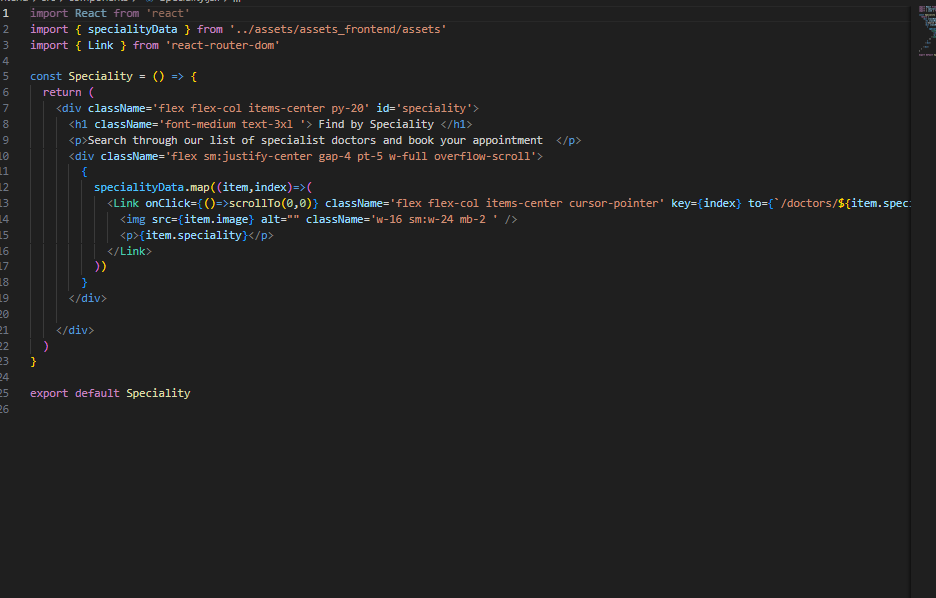 1 import React from 'react'
2 import { specialityData } from '../assets/assets_frontend/assets'
3 import { Link } from 'react-router-dom'
4
5 const Speciality = () => {
6 return (
7 <div className='flex flex-col items-center py-20' id='speciality'>
8 <h1 className='font-medium text-3xl '> Find by Speciality </h1>
9 <p>Search through our list of specialist doctors and book your appointment  </p>
10 <div className='flex sm:justify-center gap-4 pt-5 w-full overflow-scroll'>
11 {
12 specialityData.map((item,index)=>(
13 <Link onClick={()=>scrollTo(0,0)} className='flex flex-col items-center cursor-pointer' key={index} to={`/doctors/${item.speci
14 <img src={item.image} alt="" className='w-16 sm:w-24 mb-2 ' />
15 <p>{item.speciality}</p>
16 </Link>
17 ))
18 }
19 </div>
20
21 </div>
22 )
23 }
24
25 export default Speciality
26